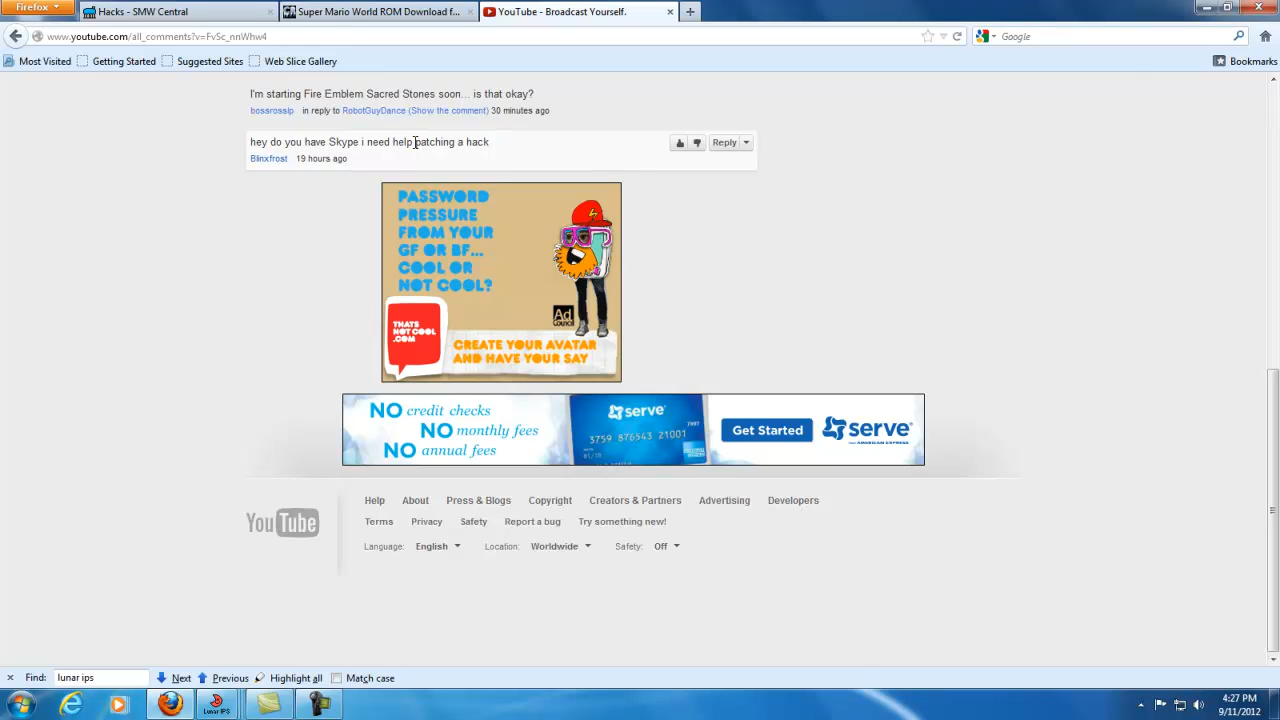 Firefox
Hacks - SMW Central
Super Mario World ROM Download f...
YouTube - Broadcast Yourself.
www.youtube.com/all_comments?v=FvSc_nnWhw4
Google
Most Visited
Getting Started
Suggested Sites
Web Slice Gallery
Bookmarks
I'm starting Fire Emblem Sacred Stones soon... is that okay?
bossrossip in reply to RobotGuyDance (Show the comment) 30 minutes ago
hey do you have Skype i need help patching a hack
Reply
Blinxfrost 19 hours ago
PASSWORD
PRESSURE
FROM YOUR
GF OR BF...
COOL OR
NOT COOL?
THATS
NOT COOL
.COM
Ad
Council
CREATE YOUR AVATAR
AND HAVE YOUR SAY
NO credit checks
NO monthly fees
NO annual fees
serve
3759 876543 21001
Get Started
serve
Help About Press & Blogs Copyright Creators & Partners Advertising Developers
YouTube
Terms Privacy Safety Report a bug Try something new!
Language: English Location: Worldwide Safety: Off
Find: lunar ips Next Previous Highlight all Match case
Lunar IPS
4:27 PM
9/11/2012